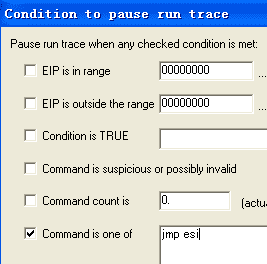 Condition to pause run trace
Pause run trace when any checked condition is met:
EIP is in range 00000000 ...
EIP is outside the range 00000000 ...
Condition is TRUE
Command is suspicious or possibly invalid
Command count is 0. (actu
Command is one of jmp esi